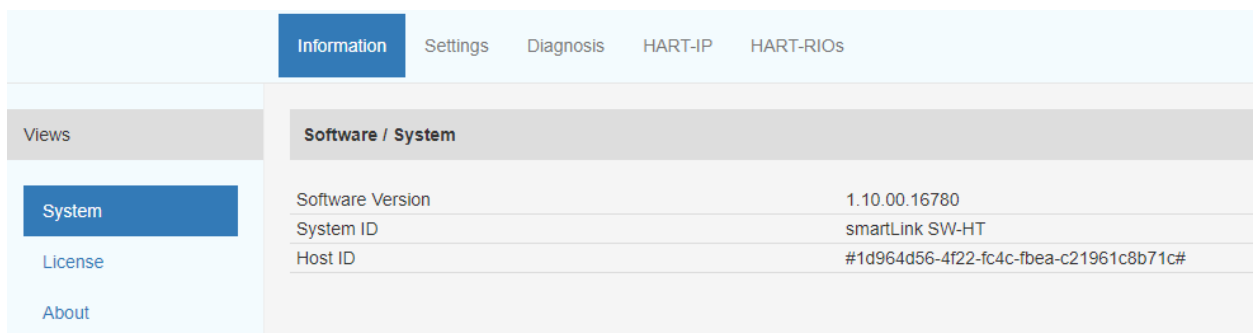 Information Settings Diagnosis HART-IP HART-RIOs
Views
System
License
About
Software / System
Software Version 1.10.00.16780
System ID smartLink SW-HT
Host ID #1d964d56-4f22-fc4c-fbea-c21961c8b71c#